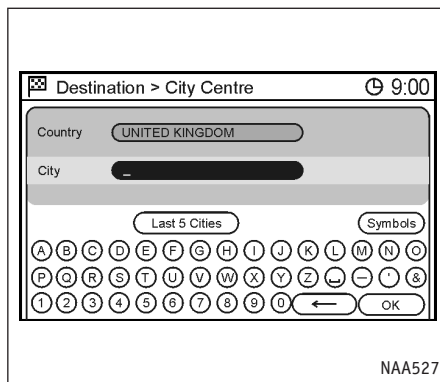 Destination > City Centre 9:00
Country UNITED KINGDOM
City _
Last 5 Cities Symbols
A B C D E F G H I J K L M N O
P Q R S T U V W X Y Z ␣ – ' &
1 2 3 4 5 6 7 8 9 0 ← OK
NAA527